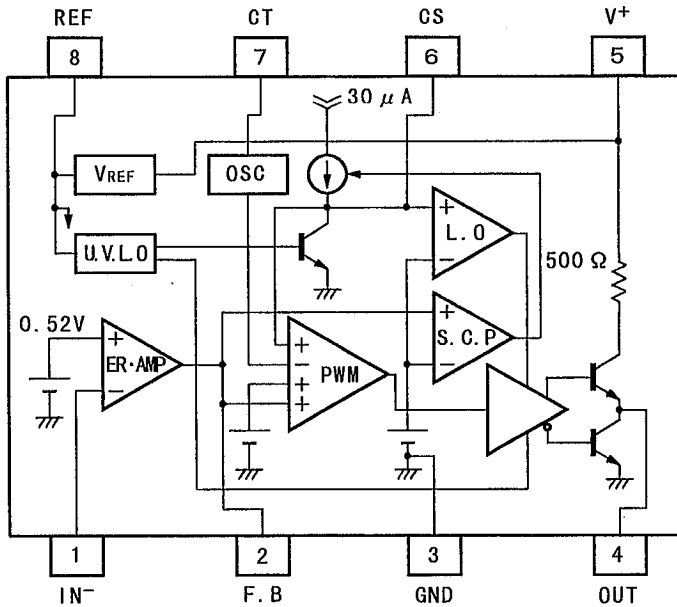 REF CT CS V+
8 7 6 5
30 μA
VREF OSC
+ L.O
U.V.L.O
−
500 Ω
0.52V
+
+ S.C.P
ER·AMP
+
−
− PWM
−
+
+
1 2 3 4
IN− F.B GND OUT